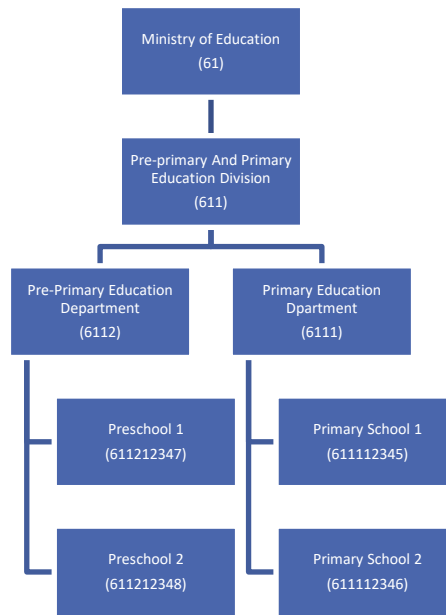 Ministry of Education
(61)
Pre-primary And Primary
Education Division
(611)
Pre-Primary Education
Department
(6112)
Primary Education
Dpartment
(6111)
Preschool 1
(611212347)
Primary School 1
(611112345)
Preschool 2
(611212348)
Primary School 2
(611112346)